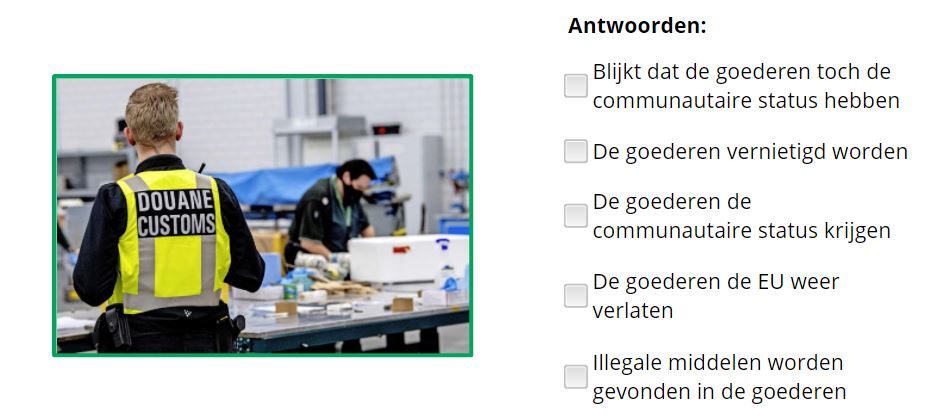 Antwoorden:
Blijkt dat de goederen toch de
communautaire status hebben
De goederen vernietigd worden
De goederen de
communautaire status krijgen
De goederen de EU weer
verlaten
Illegale middelen worden
gevonden in de goederen
DOUANE
CUSTOMS